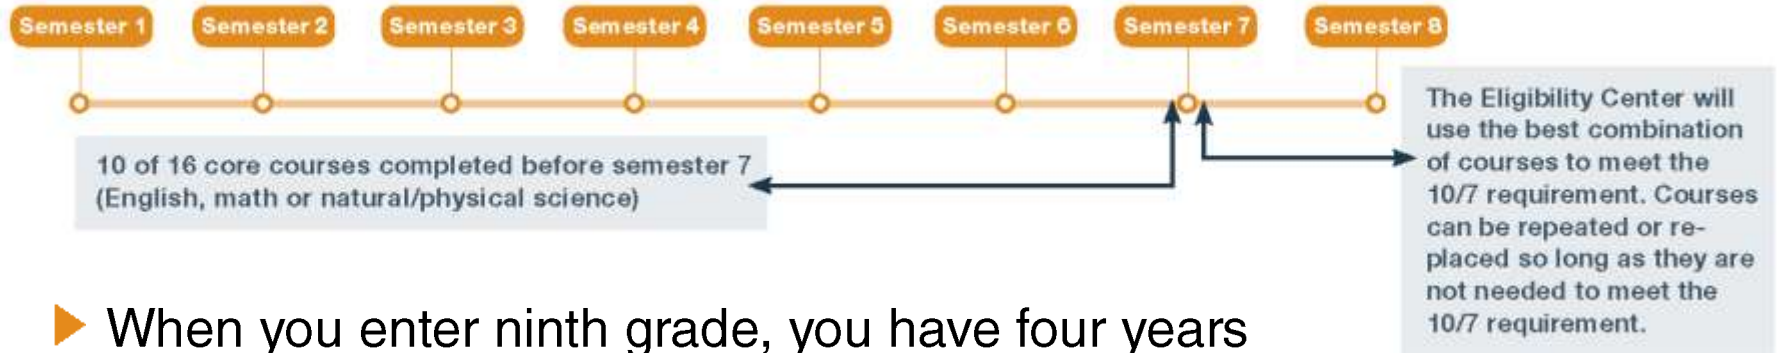 Semester 1
Semester 2
Semester 3
Semester 4
Semester 5
Semester 6
Semester 7
Semester 8
10 of 16 core courses completed before semester 7
(English, math or natural/physical science)
The Eligibility Center will
use the best combination
of courses to meet the
10/7 requirement. Courses
can be repeated or re-
placed so long as they are
not needed to meet the
10/7 requirement.
When you enter ninth grade, you have four years